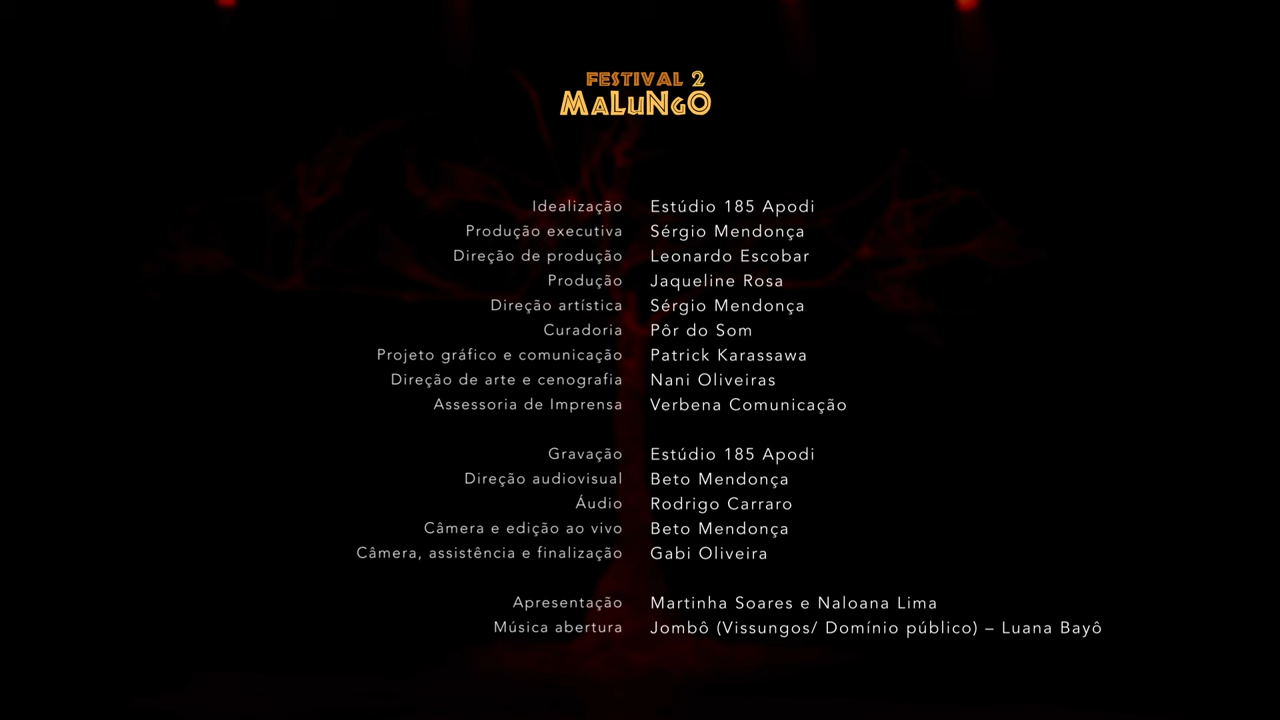 FESTIVAL 2
MALUNGO
Idealização Estúdio 185 Apodi
Produção executiva Sérgio Mendonça
Direção de produção Leonardo Escobar
Produção Jaqueline Rosa
Direção artística Sérgio Mendonça
Curadoria Pôr do Som
Projeto gráfico e comunicação Patrick Karassawa
Direção de arte e cenografia Nani Oliveiras
Assessoria de Imprensa Verbena Comunicação
Gravação Estúdio 185 Apodi
Direção audiovisual Beto Mendonça
Áudio Rodrigo Carraro
Câmera e edição ao vivo Beto Mendonça
Câmera, assistência e finalização Gabi Oliveira
Apresentação Martinha Soares e Naloana Lima
Música abertura Jombô (Vissungos/ Domínio público) – Luana Bayô